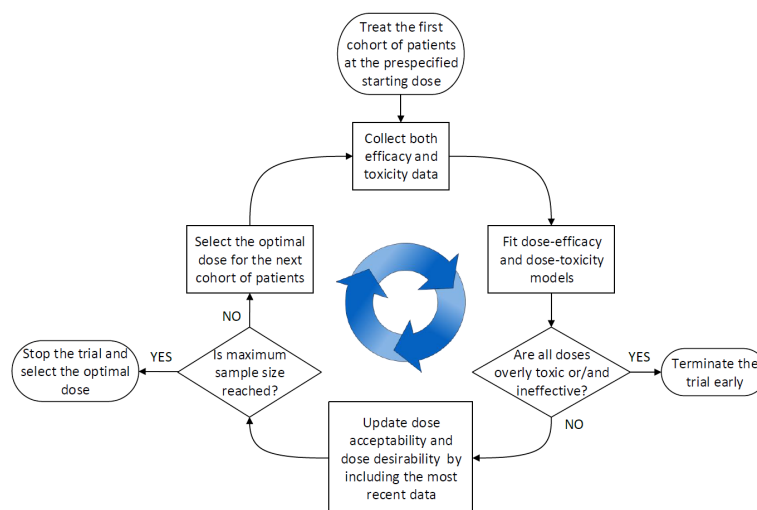 Treat the first
cohort of patients
at the prespecified
starting dose
Collect both
efficacy and
toxicity data
Fit dose-efficacy
and dose-toxicity
models
Are all doses
overly toxic or/and
ineffective?
YES
Terminate the
trial early
NO
Update dose
acceptability and
dose desirability by
including the most
recent data
Is maximum
sample size
reached?
YES
Stop the trial and
select the optimal
dose
NO
Select the optimal
dose for the next
cohort of patients